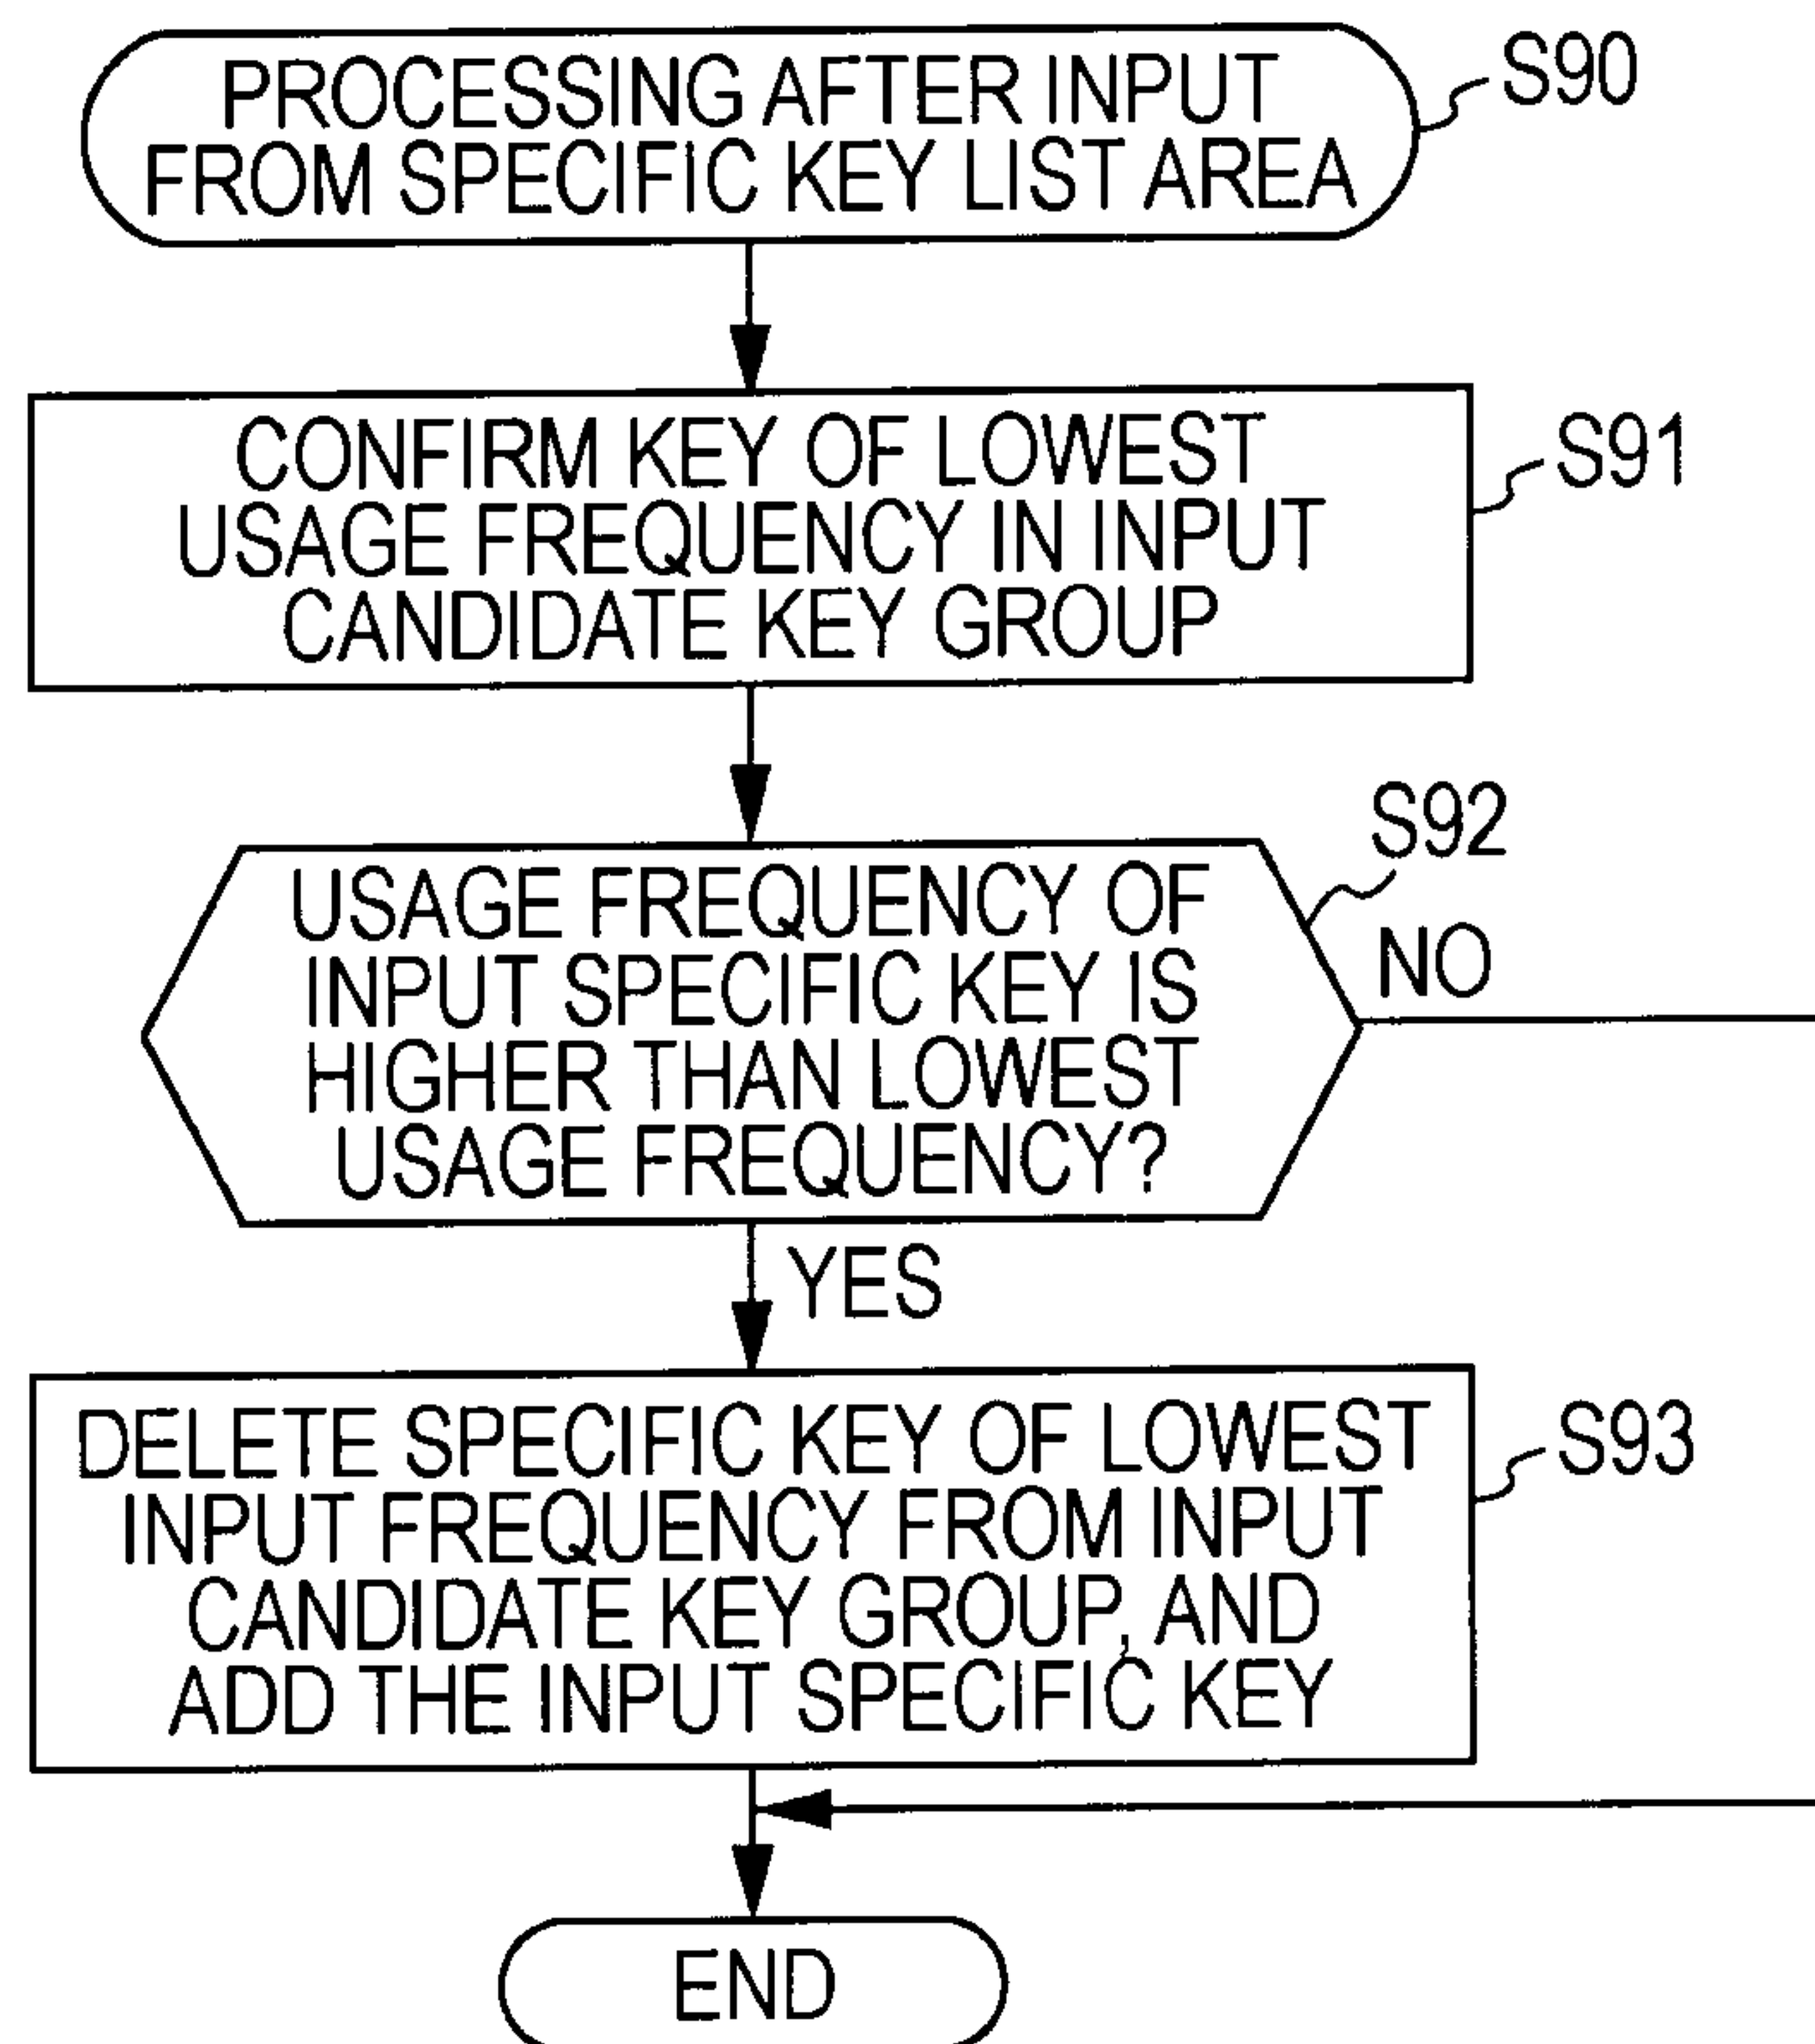 PROCESSING AFTER INPUT
FROM SPECIFIC KEY LIST AREA
S90
CONFIRM KEY OF LOWEST
USAGE FREQUENCY IN INPUT
CANDIDATE KEY GROUP
S91
USAGE FREQUENCY OF
INPUT SPECIFIC KEY IS
HIGHER THAN LOWEST
USAGE FREQUENCY?
S92
NO
YES
DELETE SPECIFIC KEY OF LOWEST
INPUT FREQUENCY FROM INPUT
CANDIDATE KEY GROUP, AND
ADD THE INPUT SPECIFIC KEY
S93
END